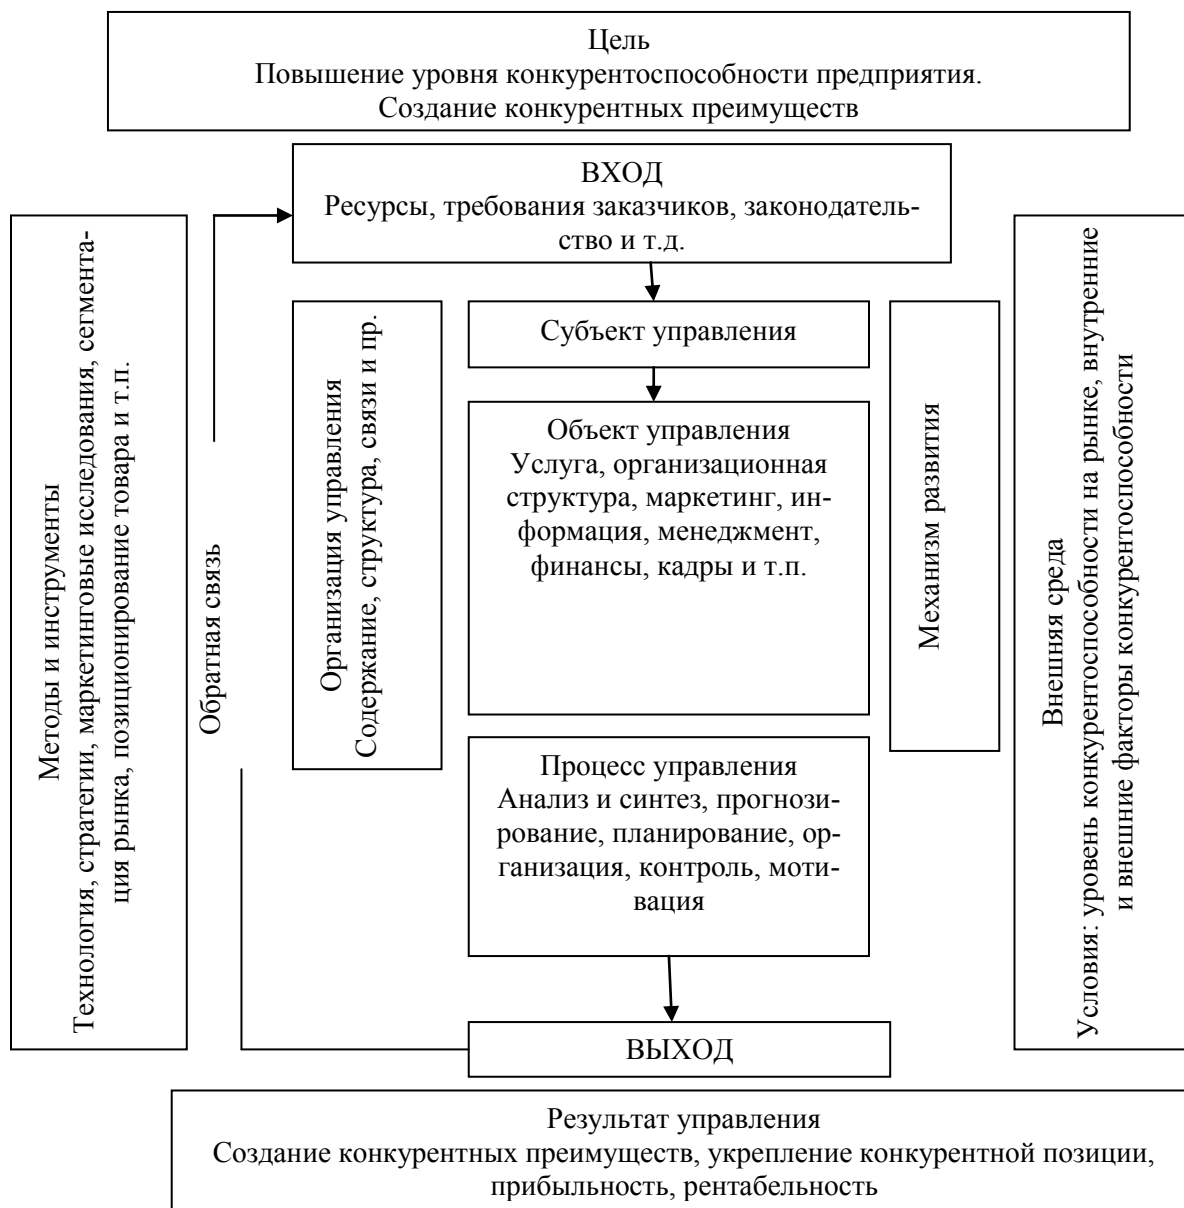 Цель
Повышение уровня конкурентоспособности предприятия.
Создание конкурентных преимуществ
ВХОД
Ресурсы, требования заказчиков, законодатель-
ство и т.д.
Методы и инструменты
Технология, стратегии, маркетинговые исследования, сегмента-
ция рынка, позиционирование товара и т.п.
Обратная связь
Организация управления
Содержание, структура, связи и пр.
Субъект управления
Объект управления
Услуга, организационная
структура, маркетинг, ин-
формация, менеджмент,
финансы, кадры и т.п.
Процесс управления
Анализ и синтез, прогнози-
рование, планирование, ор-
ганизация, контроль, моти-
вация
Механизм развития
Внешняя среда
Условия: уровень конкурентоспособности на рынке, внутренние
и внешние факторы конкурентоспособности
ВЫХОД
Результат управления
Создание конкурентных преимуществ, укрепление конкурентной позиции,
прибыльность, рентабельность